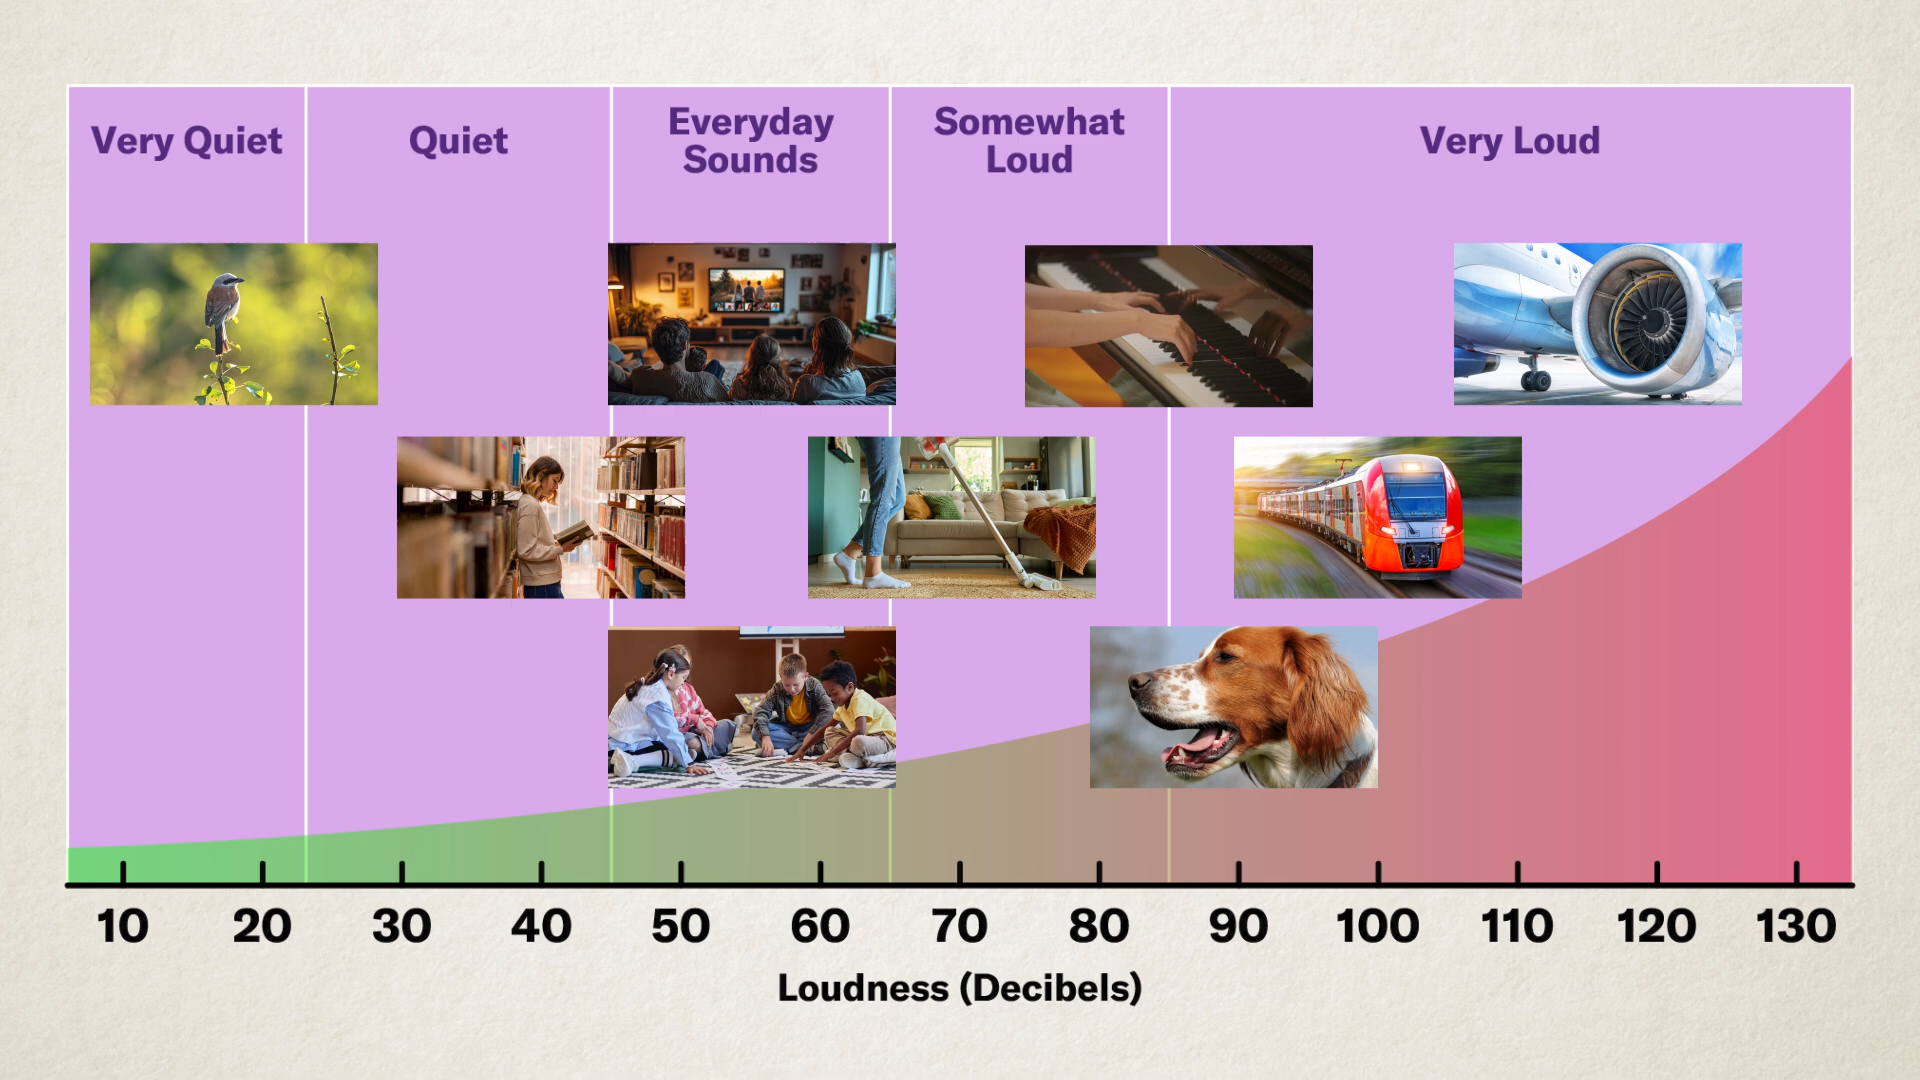 Very Quiet
Quiet
Everyday
Sounds
Somewhat
Loud
Very Loud
10 20 30 40 50 60 70 80 90 100 110 120 130
Loudness (Decibels)